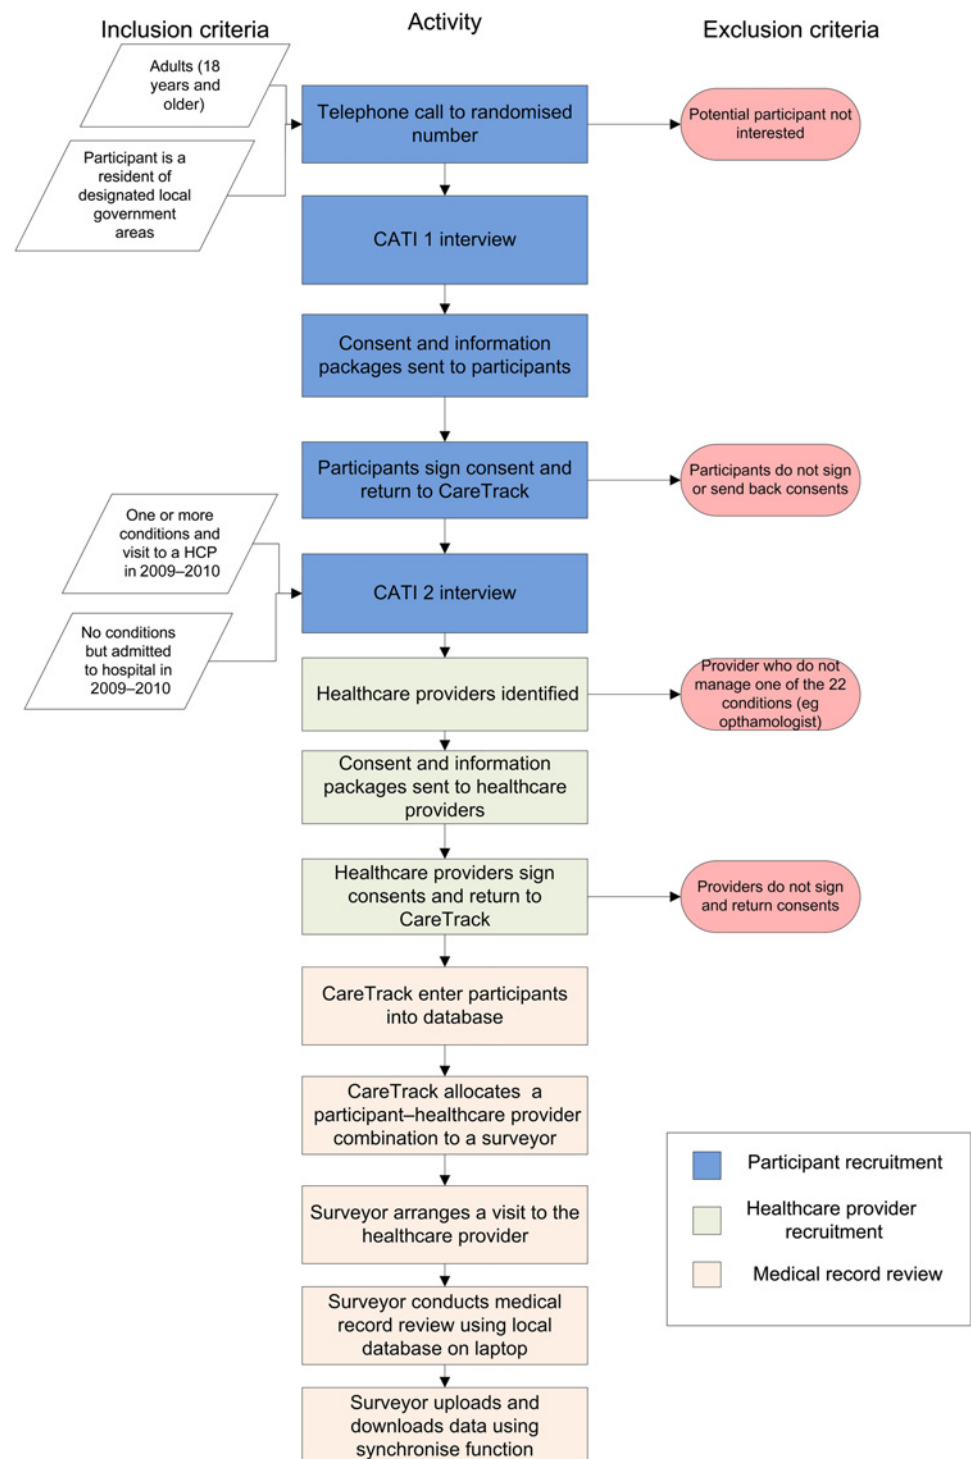 Inclusion criteria
Activity
Exclusion criteria
Adults (18
years and
older)
Participant is a
resident of
designated local
government
areas
Telephone call to randomised
number
Potential participant not
interested
CATI 1 interview
Consent and information
packages sent to participants
Participants sign consent and
return to CareTrack
Participants do not sign
or send back consents
One or more
conditions and
visit to a HCP
in 2009–2010
No conditions
but admitted
to hospital in
2009–2010
CATI 2 interview
Healthcare providers identified
Provider who do not
manage one of the 22
conditions (eg
opthamologist)
Consent and information
packages sent to healthcare
providers
Healthcare providers sign
consents and return to
CareTrack
Providers do not sign
and return consents
CareTrack enter participants
into database
CareTrack allocates a
participant–healthcare provider
combination to a surveyor
Surveyor arranges a visit to the
healthcare provider
Surveyor conducts medical
record review using local
database on laptop
Surveyor uploads and
downloads data using
synchronise function
Participant recruitment
Healthcare provider
recruitment
Medical record review